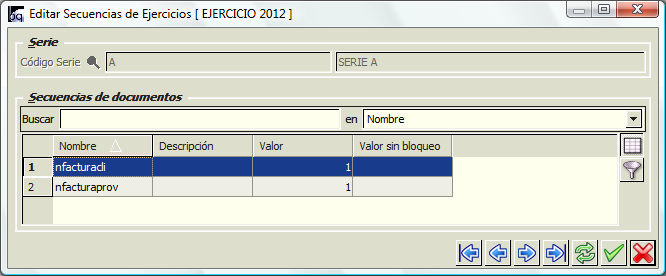 Editar Secuencias de Ejercicios [ EJERCICIO 2012 ]
Serie
Código Serie A SERIE A
Secuencias de documentos
Buscar en Nombre
Nombre Descripción Valor Valor sin bloqueo
1 nfacturacli 1
2 nfacturaprov 1